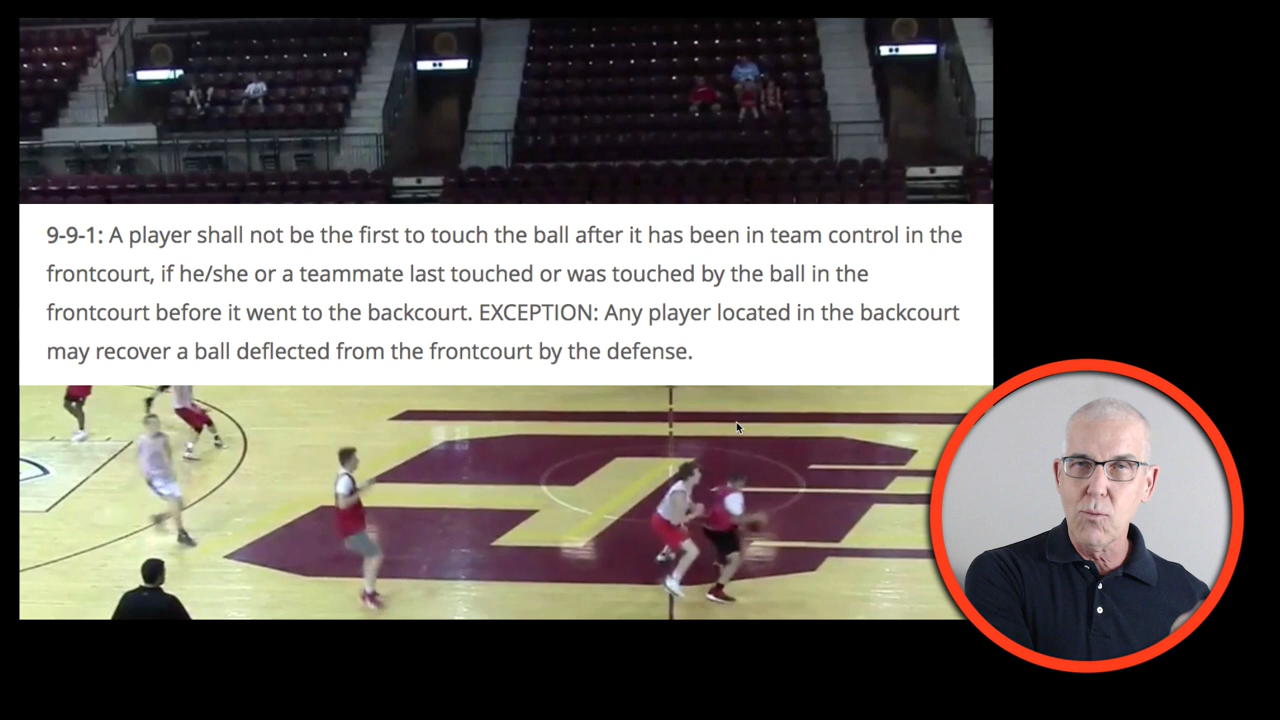 9-9-1: A player shall not be the first to touch the ball after it has been in team control in the
frontcourt, if he/she or a teammate last touched or was touched by the ball in the
frontcourt before it went to the backcourt. EXCEPTION: Any player located in the backcourt
may recover a ball deflected from the frontcourt by the defense.